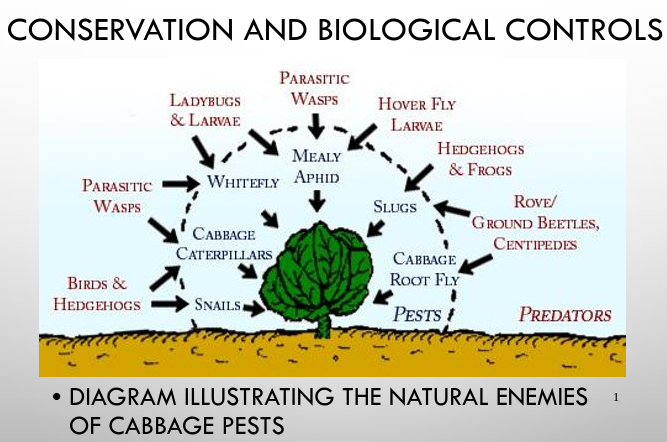 CONSERVATION AND BIOLOGICAL CONTROLS
PARASITIC
WASPS
LADYBUGS
& LARVAE
HOVER FLY
LARVAE
HEDGEHOGS
& FROGS
MEALY
APHID
WHITEFLY
PARASITIC
WASPS
SLUGS
ROVE/
GROUND BEETLES,
CENTIPEDES
CABBAGE
CATERPILLARS
CABBAGE
ROOT FLY
BIRDS &
HEDGEHOGS
SNAILS
PESTS
PREDATORS
• DIAGRAM ILLUSTRATING THE NATURAL ENEMIES
OF CABBAGE PESTS
1